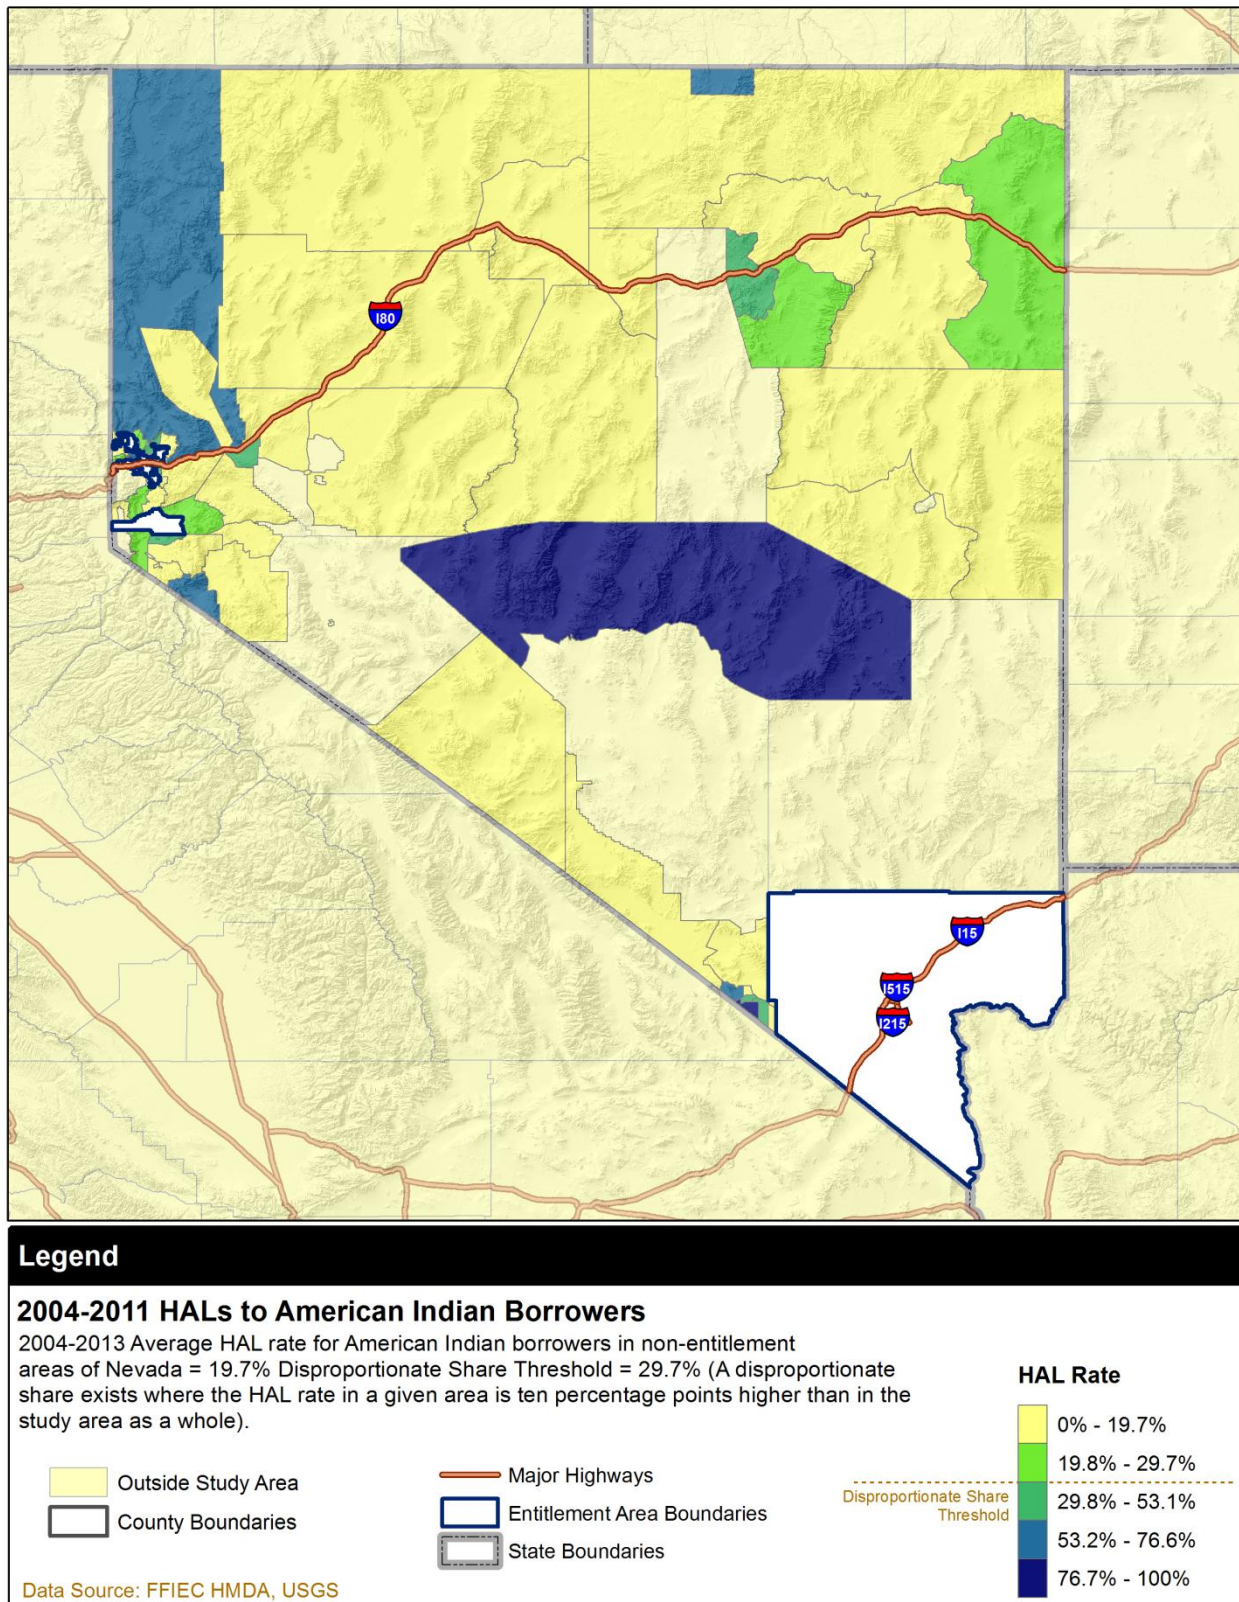 I80
I15
I515
I215
Legend
2004-2011 HALs to American Indian Borrowers
2004-2013 Average HAL rate for American Indian borrowers in non-entitlement
areas of Nevada = 19.7% Disproportionate Share Threshold = 29.7% (A disproportionate
share exists where the HAL rate in a given area is ten percentage points higher than in the
study area as a whole).
Outside Study Area
County Boundaries
Major Highways
Entitlement Area Boundaries
State Boundaries
HAL Rate
0% - 19.7%
19.8% - 29.7%
Disproportionate Share
Threshold
29.8% - 53.1%
53.2% - 76.6%
76.7% - 100%
Data Source: FFIEC HMDA, USGS